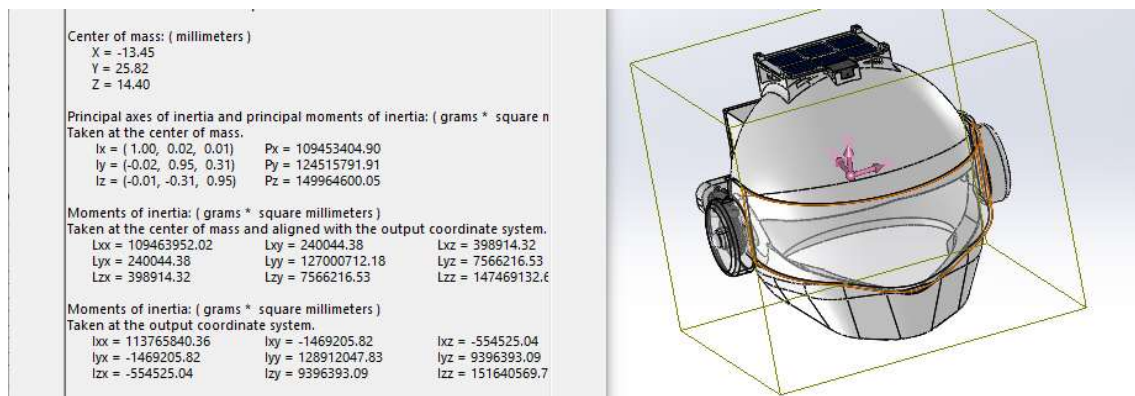 Center of mass: ( millimeters )
X = -13.45
Y = 25.82
Z = 14.40
Principal axes of inertia and principal moments of inertia: ( grams * square
Taken at the center of mass.
Ix = ( 1.00, 0.02, 0.01) Px = 109453404.90
Iy = (-0.02, 0.95, 0.31) Py = 124515791.91
Iz = (-0.01, -0.31, 0.95) Pz = 149964600.05
Moments of inertia: ( grams * square millimeters )
Taken at the center of mass and aligned with the output coordinate system.
Lxx = 109463952.02 Lxy = 240044.38 Lxz = 398914.32
Lyx = 240044.38 Lyy = 127000712.18 Lyz = 7566216.53
Lzx = 398914.32 Lzy = 7566216.53 Lzz = 147469132.6
Moments of inertia: ( grams * square millimeters )
Taken at the output coordinate system.
Ixx = 113765840.36 Ixy = -1469205.82 Ixz = -554525.04
Iyx = -1469205.82 Iyy = 128912047.83 Iyz = 9396393.09
Izx = -554525.04 Izy = 9396393.09 Izz = 151640569.7